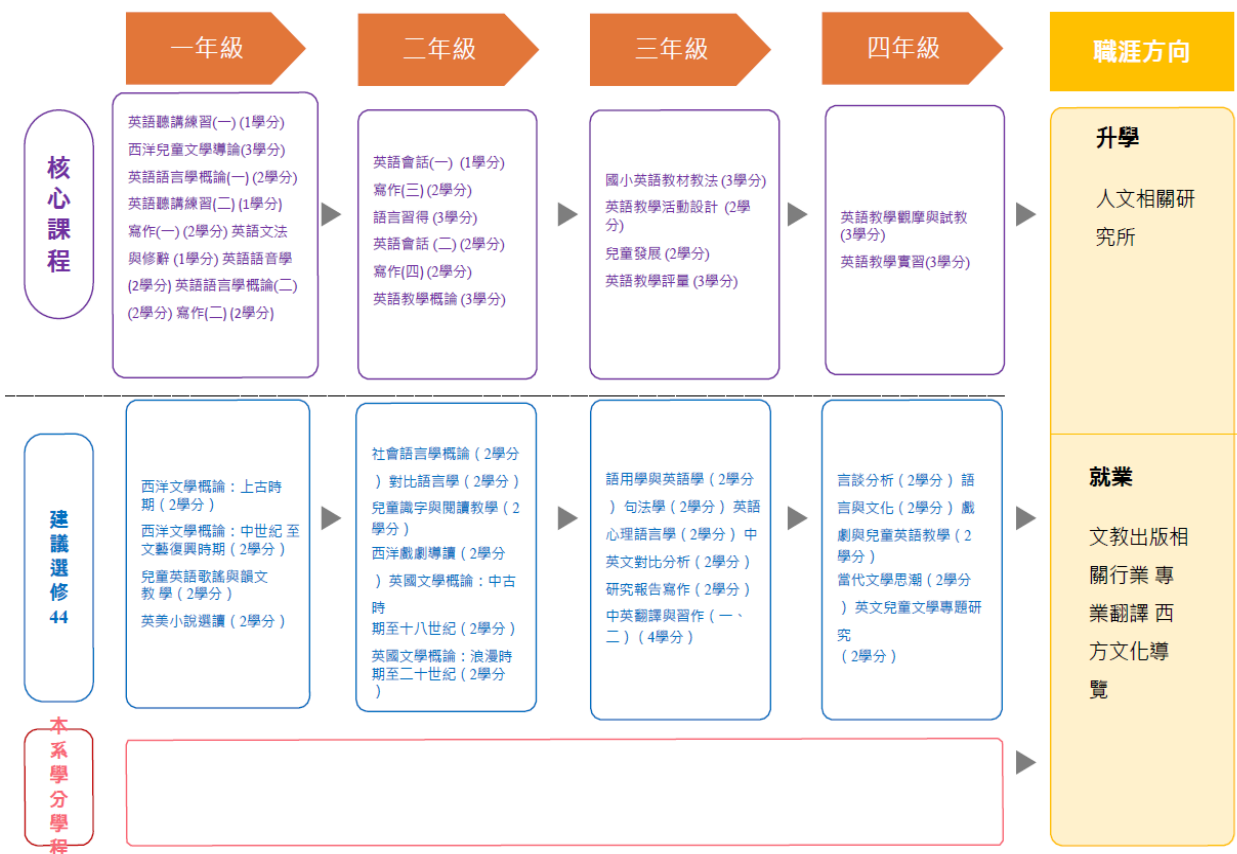 一年級
二年級
三年級
四年級
職涯方向
核
心
課
程
英語聽講練習(一) (1學分)
西洋兒童文學導論(3學分)
英語語言學概論(一) (2學分)
英語聽講練習(二) (1學分)
寫作(一) (2學分) 英語文法
與修辭 (1學分) 英語語音學
(2學分) 英語語言學概論(二)
(2學分) 寫作(二) (2學分)
英語會話(一) (1學分)
寫作(三) (2學分)
語言習得 (3學分)
英語會話 (二) (2學分)
寫作(四) (2學分)
英語教學概論 (3學分)
國小英語教材教法 (3學分)
英語教學活動設計 (2學
分)
兒童發展 (2學分)
英語教學評量 (3學分)
英語教學觀摩與試教
(3學分)
英語教學實習(3學分)
升學
人文相關研
究所
建
議
選
修
44
西洋文學概論：上古時
期（2學分）
西洋文學概論：中世紀 至
文藝復興時期（2學分）
兒童英語歌謠與韻文
教 學（2學分）
英美小說選讀（2學分）
社會語言學概論（2學分
）對比語言學（2學分）
兒童識字與閱讀教學（2
學分）
西洋戲劇導讀（2學分
）英國文學概論：中古
時
期至十八世紀（2學分）
英國文學概論：浪漫時
期至二十世紀（2學分
）
語用學與英語學（2學分
）句法學（2學分）英語
心理語言學（2學分）中
英文對比分析（2學分）
研究報告寫作（2學分）
中英翻譯與習作（一、
二）（4學分）
言談分析（2學分）語
言與文化（2學分）戲
劇與兒童英語教學（2
學分）
當代文學思潮（2學分
）英文兒童文學專題研
究
（2學分）
就業
文教出版相
關行業 專
業翻譯 西
方文化導
覽
本
系
學
分
學
程